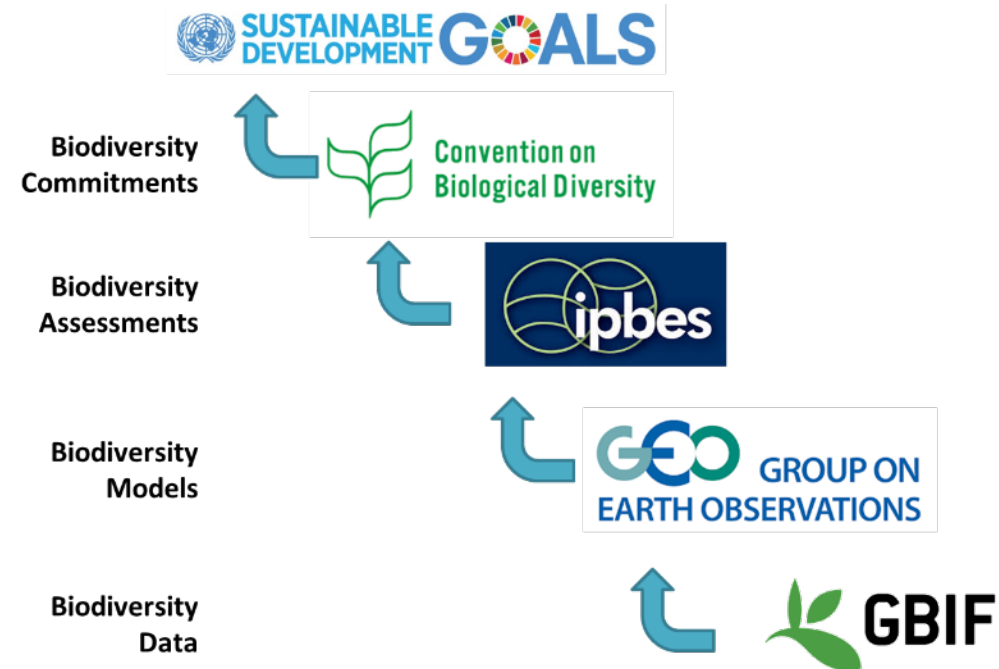 SUSTAINABLE
DEVELOPMENT
GOALS
Biodiversity
Commitments
Convention on
Biological Diversity
Biodiversity
Assessments
ipbes
Biodiversity
Models
GEO
GROUP ON
EARTH OBSERVATIONS
Biodiversity
Data
GBIF